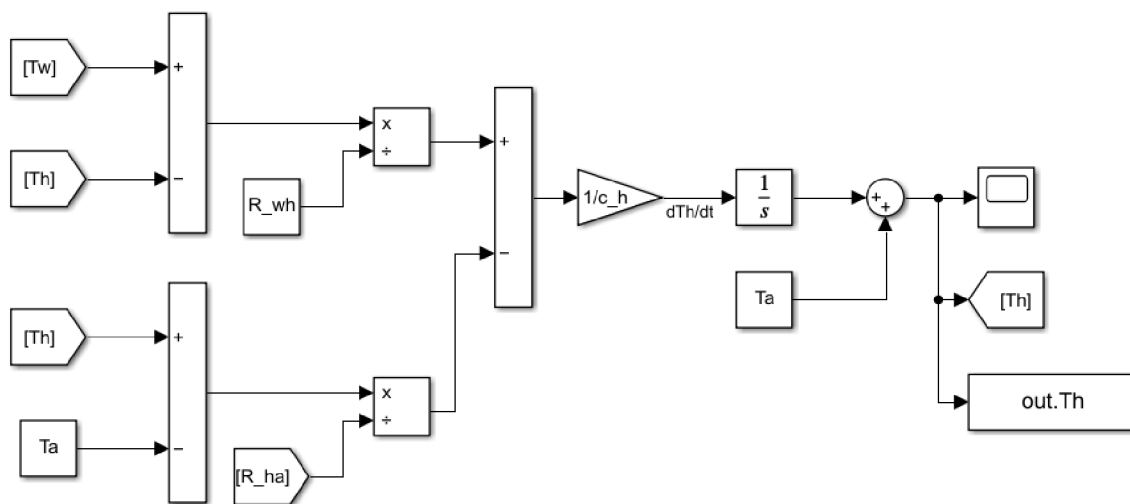 [Tw]
+
[Th]
−
x
÷
R_wh
+
−
1/c_h
dTh/dt
1
s
+
+
Ta
[Th]
out.Th
[Th]
+
Ta
−
x
÷
[R_ha]